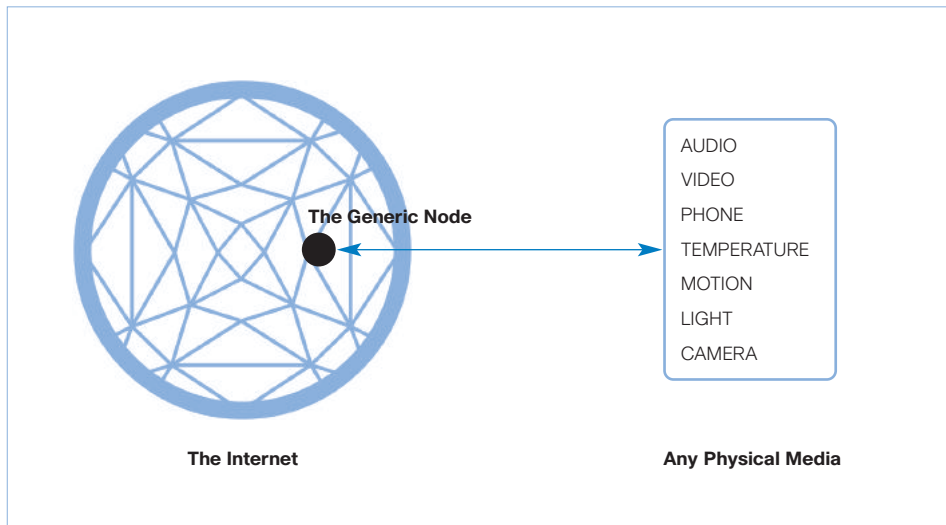 The Generic Node
AUDIO
VIDEO
PHONE
TEMPERATURE
MOTION
LIGHT
CAMERA
The Internet
Any Physical Media